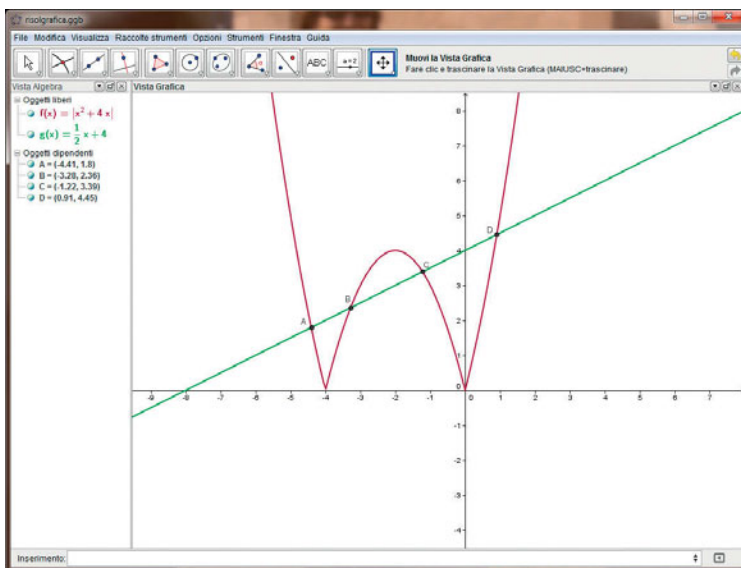 risolgrafica.ggb
File Modifica Visualizza Raccolte strumenti Opzioni Strumenti Finestra Guida
ABC
a=2
Muovi la Vista Grafica
Fare clic e trascinare la Vista Grafica (MAIUSC+trascinare)
Vista Algebra
Vista Grafica
Oggetti liberi
f(x) = |x² + 4 x|
g(x) = 1/2 x + 4
Oggetti dipendenti
A = (-4.41, 1.8)
B = (-3.28, 2.36)
C = (-1.22, 3.39)
D = (0.91, 4.45)
8
7
6
5
4
3
2
1
0
-1
-2
-3
-4
-9 -8 -7 -6 -5 -4 -3 -2 -1 0 1 2 3 4 5 6 7
A
B
C
D
Inserimento: